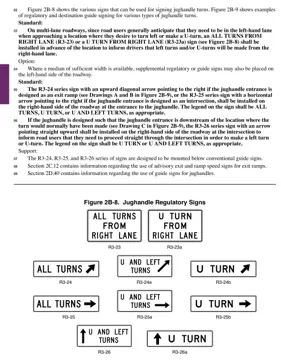 02 Figure 2B-8 shows the various signs that can be used for signing jughandle turns. Figure 2B-9 shows examples
of regulatory and destination guide signing for various types of jughandle turns.
Standard:
03 On multi-lane roadways, since road users generally anticipate that they need to be in the left-hand lane
when approaching a location where they desire to turn left or make a U-turn, an ALL TURNS FROM
RIGHT LANE (R3-23) or a U TURN FROM RIGHT LANE (R3-23a) sign (see Figure 2B-8) shall be
installed in advance of the location to inform drivers that left turns and/or U-turns will be made from the
right-hand lane.
Option:
04 Where a median of sufficient width is available, supplemental regulatory or guide signs may also be placed on
the left-hand side of the roadway.
Standard:
05 The R3-24 series sign with an upward diagonal arrow pointing to the right if the jughandle entrance is
designed as an exit ramp (see Drawings A and B in Figure 2B-9), or the R3-25 series sign with a horizontal
arrow pointing to the right if the jughandle entrance is designed as an intersection, shall be installed on
the right-hand side of the roadway at the entrance to the jughandle. The legend on the sign shall be ALL
TURNS, U TURN, or U AND LEFT TURNS, as appropriate.
06 If the jughandle is designed such that the jughandle entrance is downstream of the location where the
turn would normally have been made (see Drawing C in Figure 2B-9), the R3-26 series sign with an arrow
pointing straight upward shall be installed on the right-hand side of the roadway at the intersection to
inform road users that they need to proceed straight through the intersection in order to make a left turn
or U-turn. The legend on the sign shall be U TURN or U AND LEFT TURNS, as appropriate.
Support:
07 The R3-24, R3-25, and R3-26 series of signs are designed to be mounted below conventional guide signs.
08 Section 2C.12 contains information regarding the use of advisory exit and ramp speed signs for exit ramps.
09 Section 2D.40 contains information regarding the use of guide signs for jughandles.
Figure 2B-8. Jughandle Regulatory Signs
ALL TURNS
FROM
RIGHT LANE
R3-23
U TURN
FROM
RIGHT LANE
R3-23a
ALL TURNS
R3-24
U AND LEFT
TURNS
R3-24a
U TURN
R3-24b
ALL TURNS
R3-25
U AND LEFT
TURNS
R3-25a
U TURN
R3-25b
U AND LEFT
TURNS
R3-26
U TURN
R3-26a